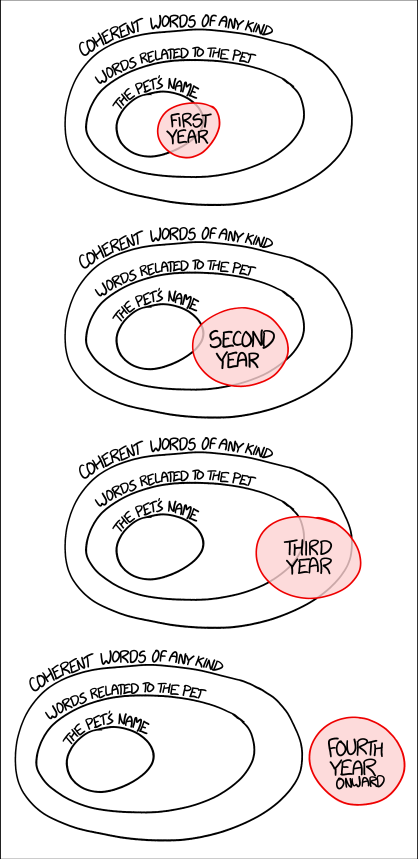 COHERENT WORDS OF ANY KIND
WORDS RELATED TO THE PET
THE PET'S NAME
FIRST
YEAR
COHERENT WORDS OF ANY KIND
WORDS RELATED TO THE PET
THE PET'S NAME
SECOND
YEAR
COHERENT WORDS OF ANY KIND
WORDS RELATED TO THE PET
THE PET'S NAME
THIRD
YEAR
COHERENT WORDS OF ANY KIND
WORDS RELATED TO THE PET
THE PET'S NAME
FOURTH
YEAR
ONWARD